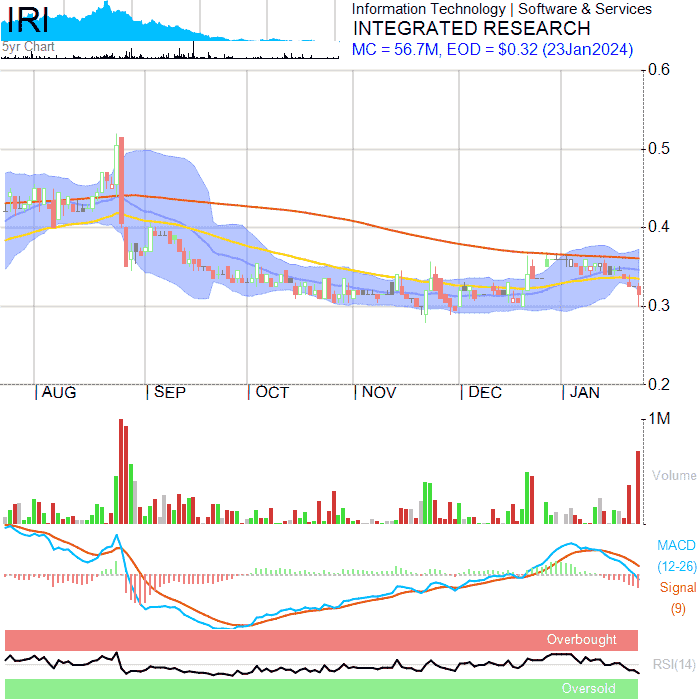 IRI
5yr Chart
Information Technology | Software & Services
INTEGRATED RESEARCH
MC = 56.7M, EOD = $0.32 (23Jan2024)
0.6
0.5
0.4
0.3
0.2
AUG SEP OCT NOV DEC JAN
1M
Volume
MACD
(12-26)
Signal
(9)
Overbought
RSI(14)
Oversold